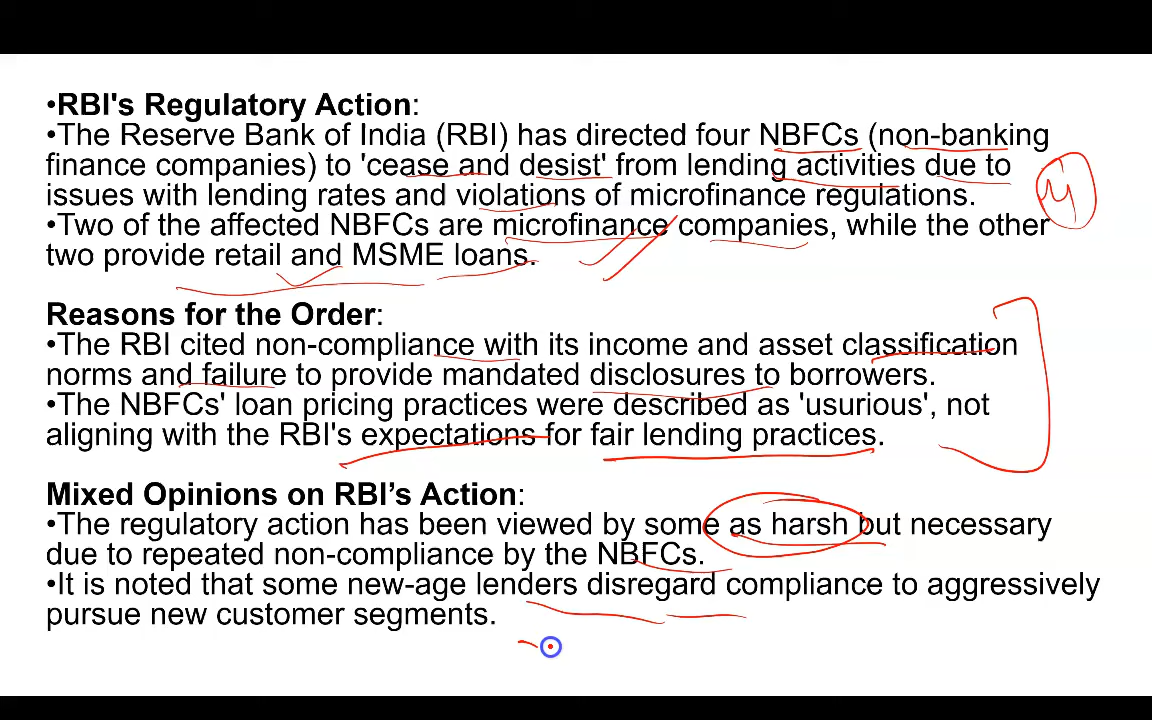 •RBI's Regulatory Action:
•The Reserve Bank of India (RBI) has directed four NBFCs (non-banking
finance companies) to 'cease and desist' from lending activities due to
issues with lending rates and violations of microfinance regulations.
•Two of the affected NBFCs are microfinance companies, while the other
two provide retail and MSME loans.
Reasons for the Order:
•The RBI cited non-compliance with its income and asset classification
norms and failure to provide mandated disclosures to borrowers.
•The NBFCs' loan pricing practices were described as 'usurious', not
aligning with the RBI's expectations for fair lending practices.
Mixed Opinions on RBI’s Action:
•The regulatory action has been viewed by some as harsh but necessary
due to repeated non-compliance by the NBFCs.
•It is noted that some new-age lenders disregard compliance to aggressively
pursue new customer segments.